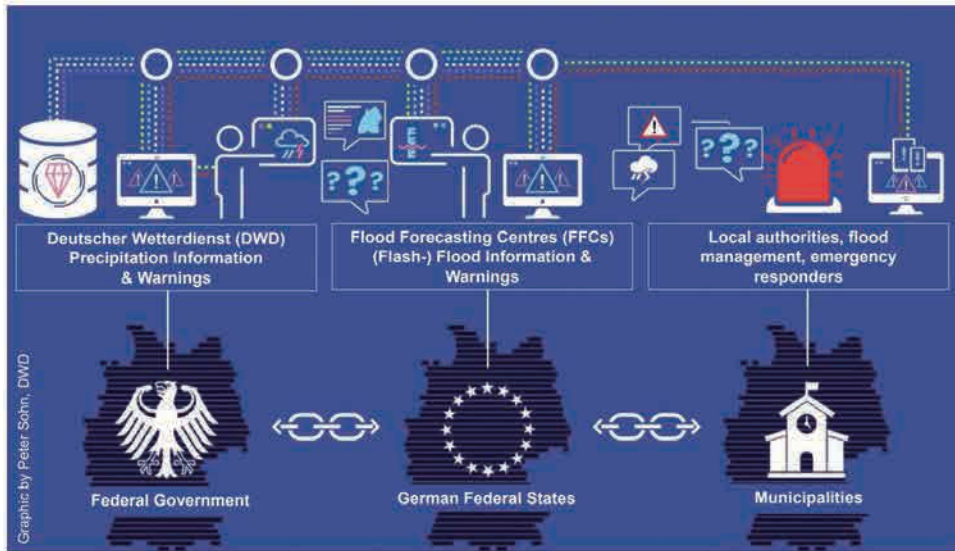 ???
???
???
Deutscher Wetterdienst (DWD)
Precipitation Information
& Warnings
Flood Forecasting Centres (FFCs)
(Flash-) Flood Information &
Warnings
Local authorities, flood
management, emergency
responders
Federal Government
German Federal States
Municipalities
Graphic by Peter Sohn, DWD